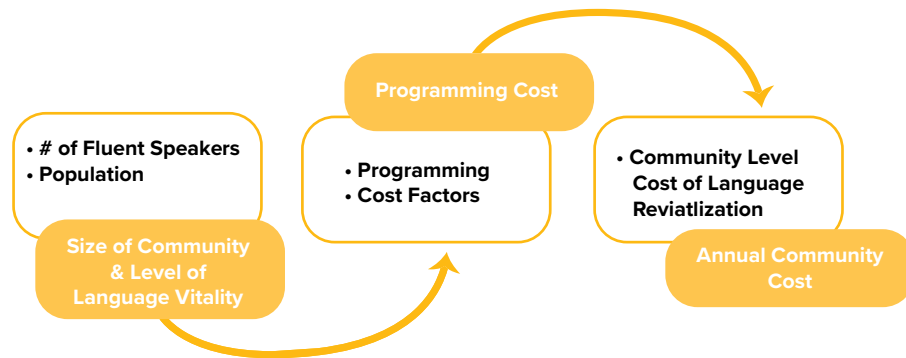 • # of Fluent Speakers
• Population
Size of Community
& Level of
Language Vitality
Programming Cost
• Programming
• Cost Factors
• Community Level
Cost of Language
Reviatlization
Annual Community
Cost